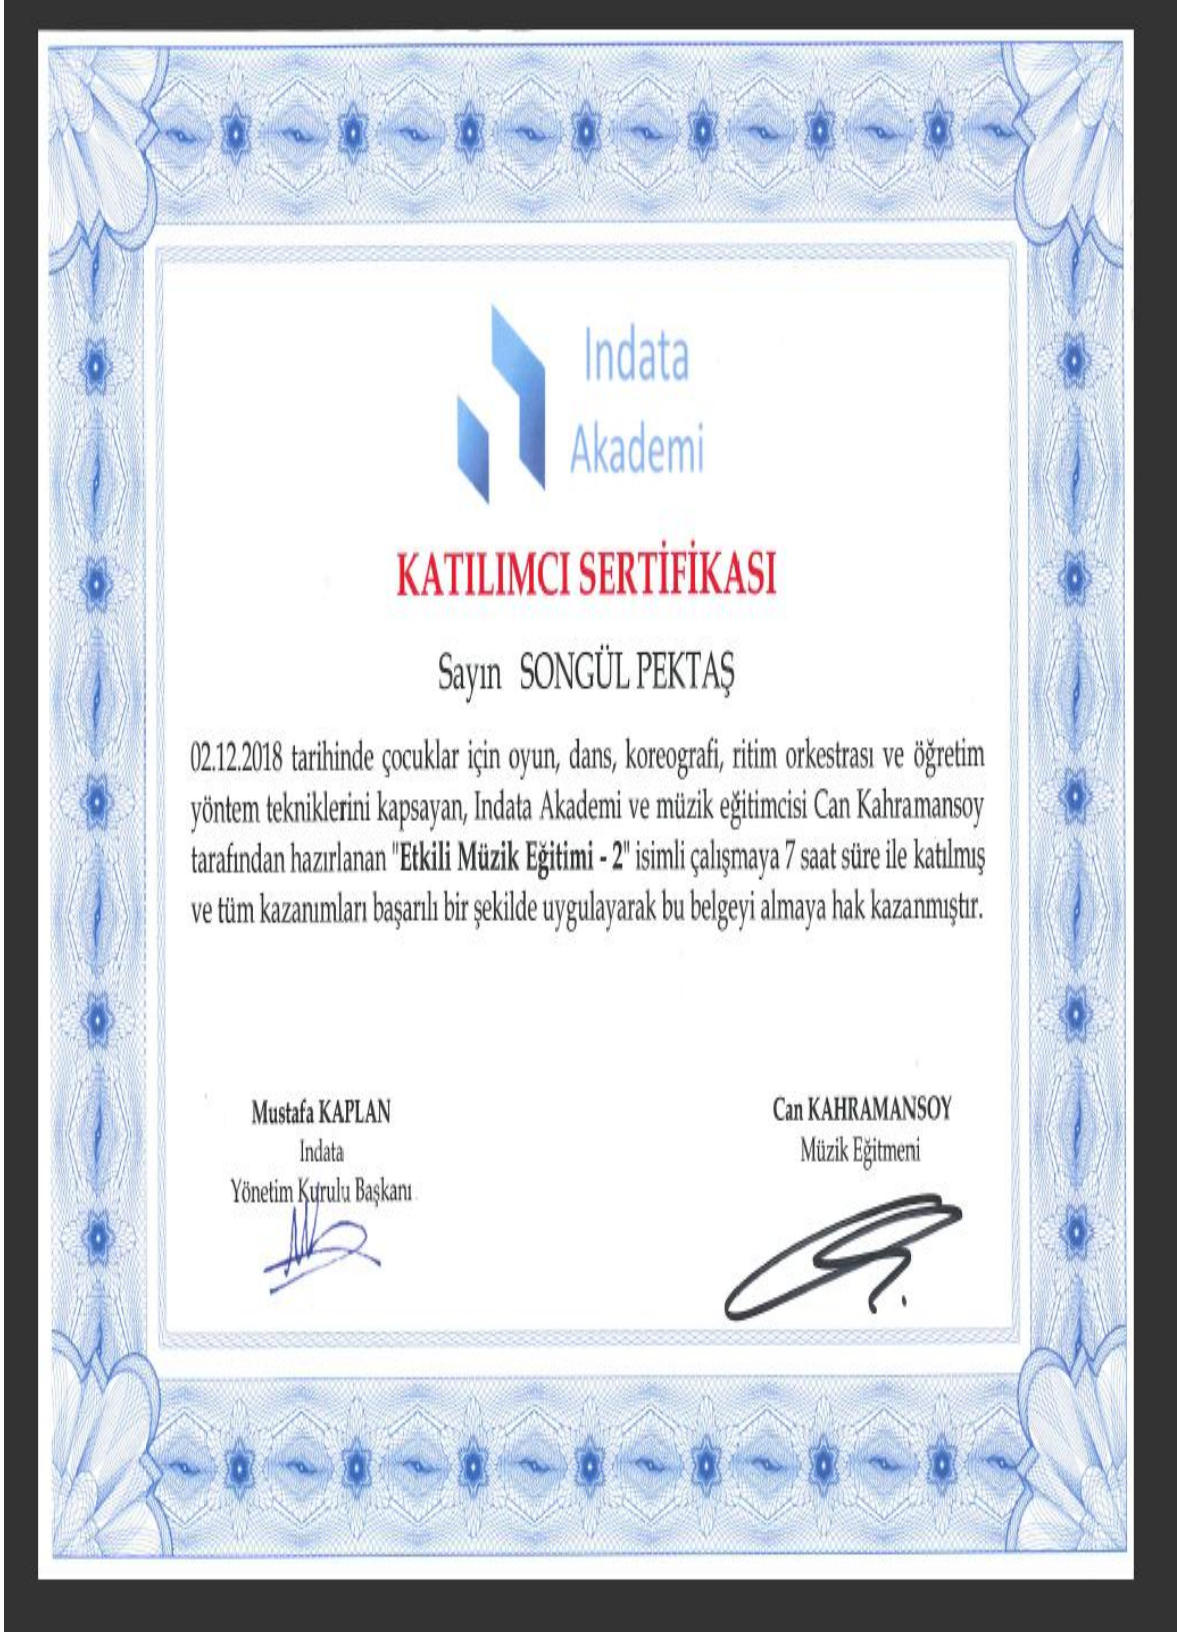 Indata
Akademi
KATILIMCI SERTİFİKASI
Sayın SONGÜL PEKTAŞ
02.12.2018 tarihinde çocuklar için oyun, dans, koreografi, ritim orkestrası ve öğretim
yöntem tekniklerini kapsayan, Indata Akademi ve müzik eğitimcisi Can Kahramansoy
tarafından hazırlanan "Etkili Müzik Eğitimi - 2" isimli çalışmaya 7 saat süre ile katılmış
ve tüm kazanımları başarılı bir şekilde uygulayarak bu belgeyi almaya hak kazanmıştır.
Mustafa KAPLAN
Indata
Yönetim Kurulu Başkanı
Can KAHRAMANSOY
Müzik Eğitmeni